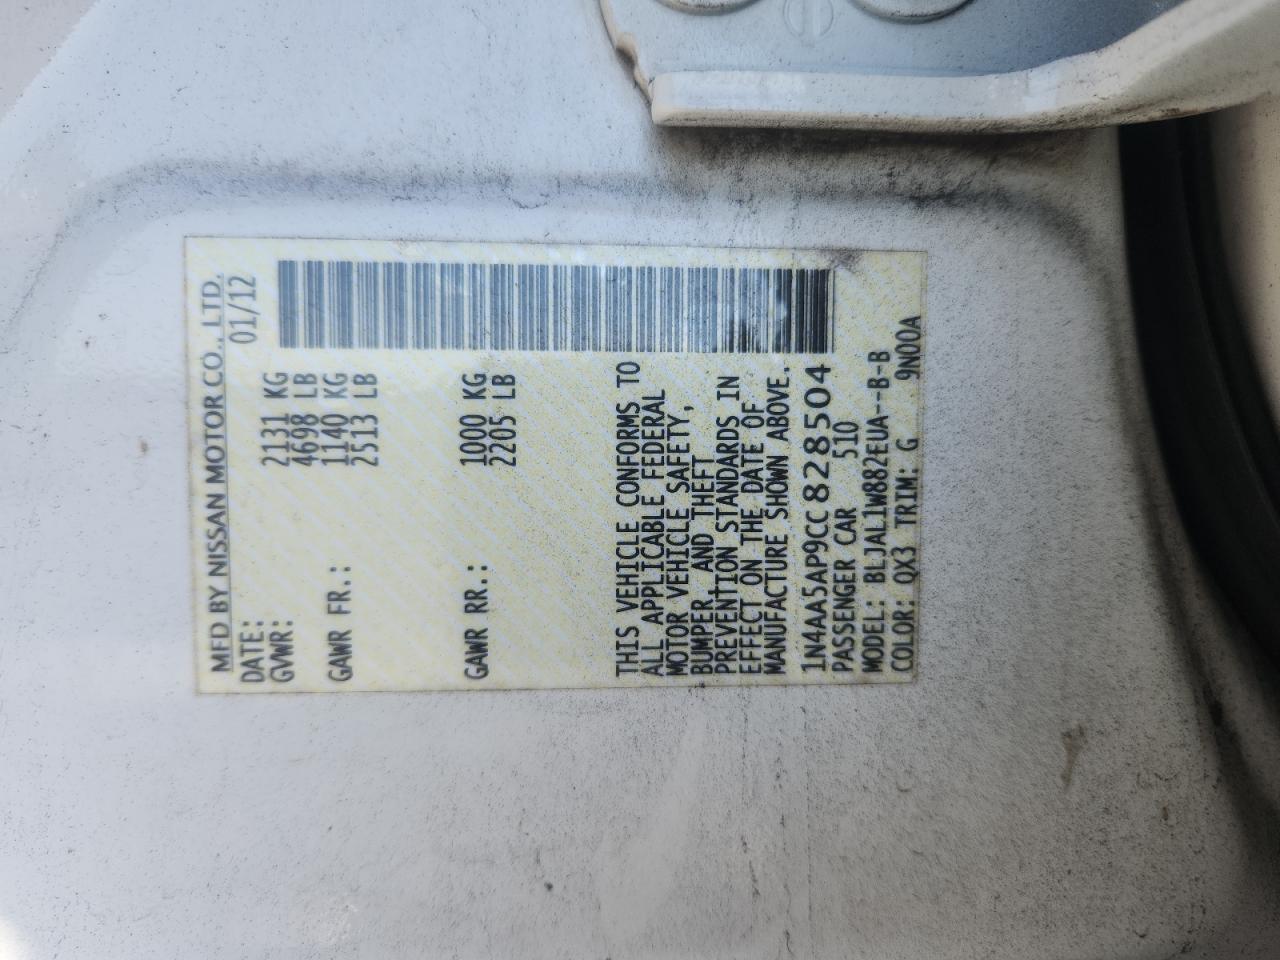 MFD BY NISSAN MOTOR CO., LTD.
DATE: 01/12
GVWR: 2131 KG
4698 LB
GAWR FR.: 1140 KG
2513 LB
GAWR RR.: 1000 KG
2205 LB
THIS VEHICLE CONFORMS TO
ALL APPLICABLE FEDERAL
MOTOR VEHICLE SAFETY,
BUMPER, AND THEFT
PREVENTION STANDARDS IN
EFFECT ON THE DATE OF
MANUFACTURE SHOWN ABOVE.
1N4AA5AP9CC828504
PASSENGER CAR 510
MODEL: BLJAL1W882EUA--B-B
COLOR: QX3 TRIM: G 9N00A